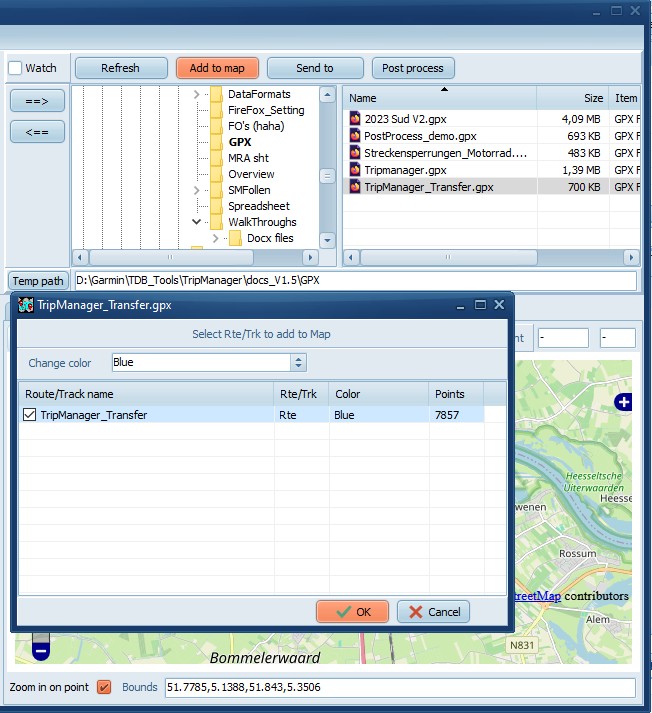 Watch
Refresh
Add to map
Send to
Post process
==>
<==
DataFormats
FireFox_Setting
FO's (haha)
GPX
MRA sht
Overview
SMFollen
Spreadsheet
WalkThroughs
Docx files
Name Size Item
2023 Sud V2.gpx 4,09 MB GPX F
PostProcess_demo.gpx 693 KB GPX F
Streckensperrungen_Motorrad.... 483 KB GPX F
Tripmanager.gpx 1,39 MB GPX F
TripManager_Transfer.gpx 700 KB GPX F
Temp path D:\Garmin\TDB_Tools\TripManager\docs_V1.5\GPX
TripManager_Transfer.gpx
Select Rte/Trk to add to Map
nt - -
Change color Blue
Route/Track name Rte/Trk Color Points
TripManager_Transfer Rte Blue 7857
OK
Cancel
+
Heeseltsche
Uiterwaarden
Heesse
wenen
Rossum
treetMap contributors
Alem
N831
-
Bommelerwaard
Zoom in on point Bounds 51.7785,5.1388,51.843,5.3506